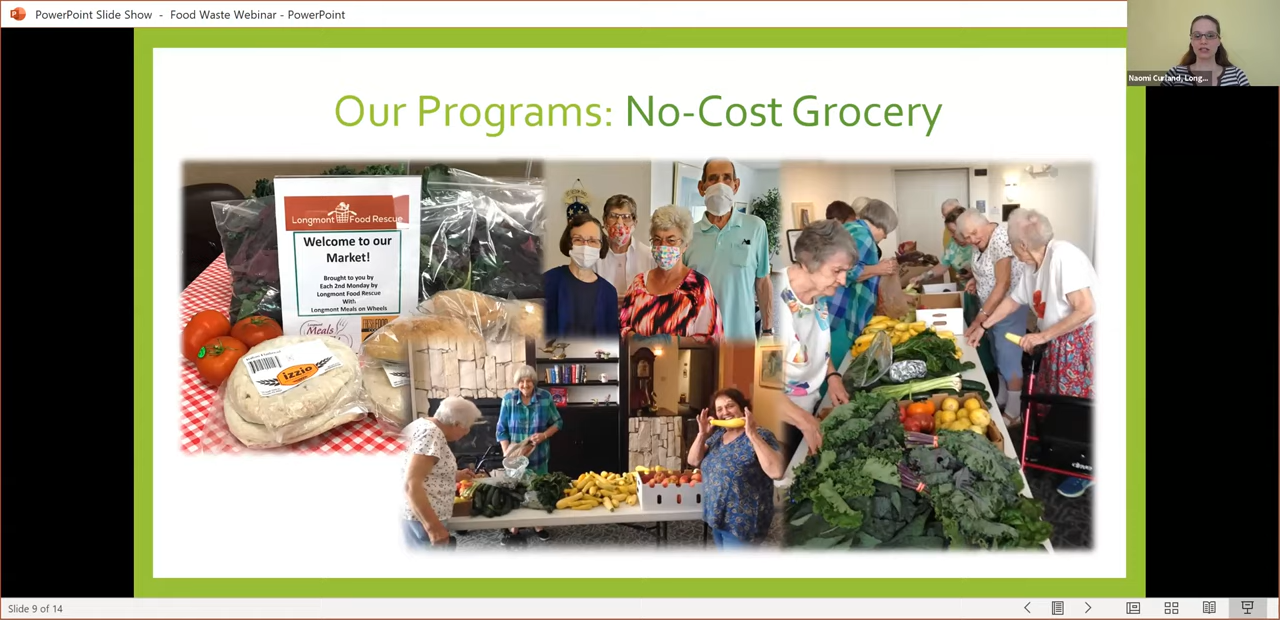 PowerPoint Slide Show - Food Waste Webinar - PowerPoint
Naomi Curland, Long...
Our Programs: No-Cost Grocery
Longmont Food Rescue
Welcome to our
Market!
Brought to you by
Each 2nd Monday by
Longmont Food Rescue
With
Longmont Meals on Wheels
Meals
izzio
Slide 9 of 14